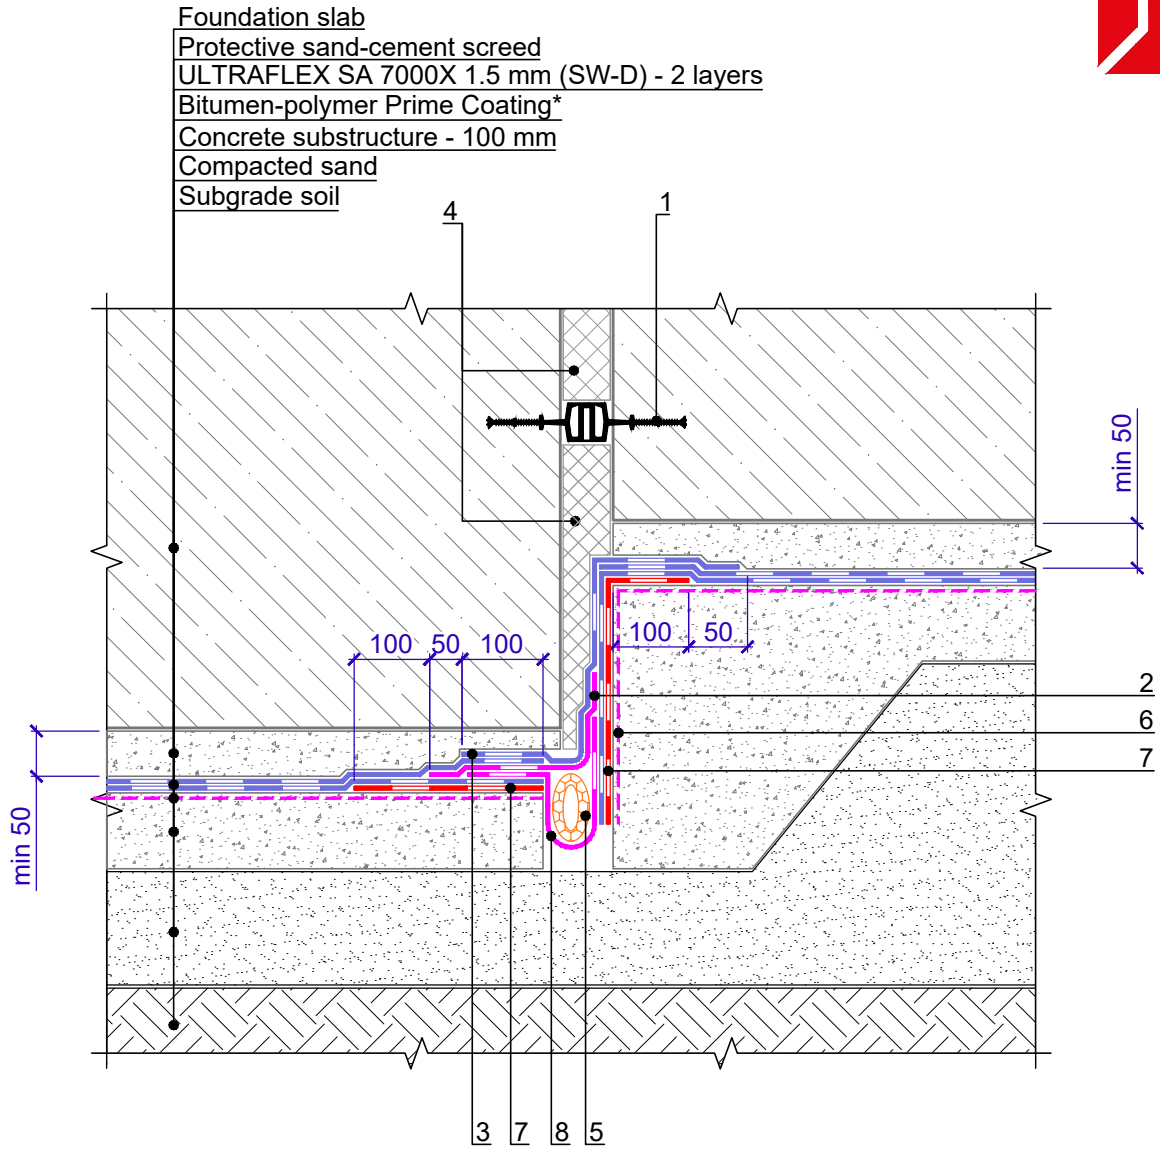 Foundation slab
Protective sand-cement screed
ULTRAFLEX SA 7000X 1.5 mm (SW-D) - 2 layers
Bitumen-polymer Prime Coating*
Concrete substructure - 100 mm
Compacted sand
Subgrade soil
4
1
min 50
100 50 100
100 50
2
6
7
min 50
3 7 8 5